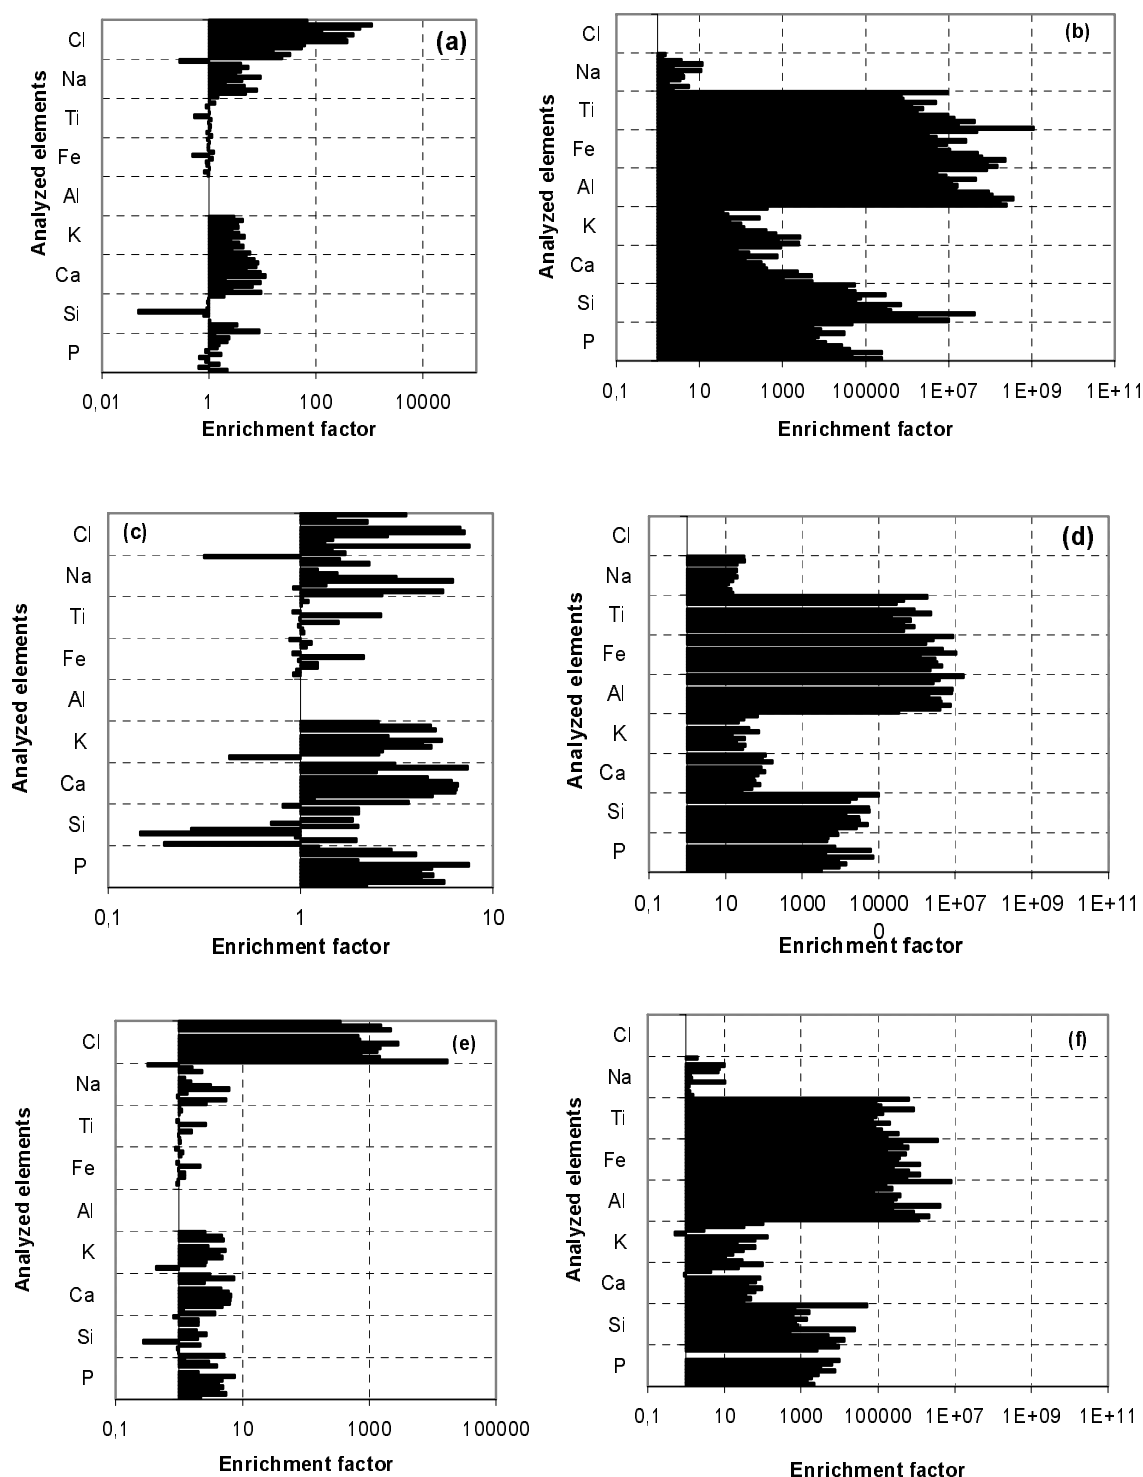 (a)
Analyzed elements
Cl
Na
Ti
Fe
Al
K
Ca
Si
P
0,01 1 100 10000
Enrichment factor
(b)
Analyzed elements
Cl
Na
Ti
Fe
Al
K
Ca
Si
P
0,1 10 1000 100000 1E+07 1E+09 1E+11
Enrichment factor
(c)
Analyzed elements
Cl
Na
Ti
Fe
Al
K
Ca
Si
P
0,1 1 10
Enrichment factor
(d)
Analyzed elements
Cl
Na
Ti
Fe
Al
K
Ca
Si
P
0,1 10 1000 10000 1E+07 1E+09 1E+11
0
Enrichment factor
(e)
Analyzed elements
Cl
Na
Ti
Fe
Al
K
Ca
Si
P
0,1 10 1000 100000
Enrichment factor
(f)
Analyzed elements
Cl
Na
Ti
Fe
Al
K
Ca
Si
P
0,1 10 1000 100000 1E+07 1E+09 1E+11
Enrichment factor